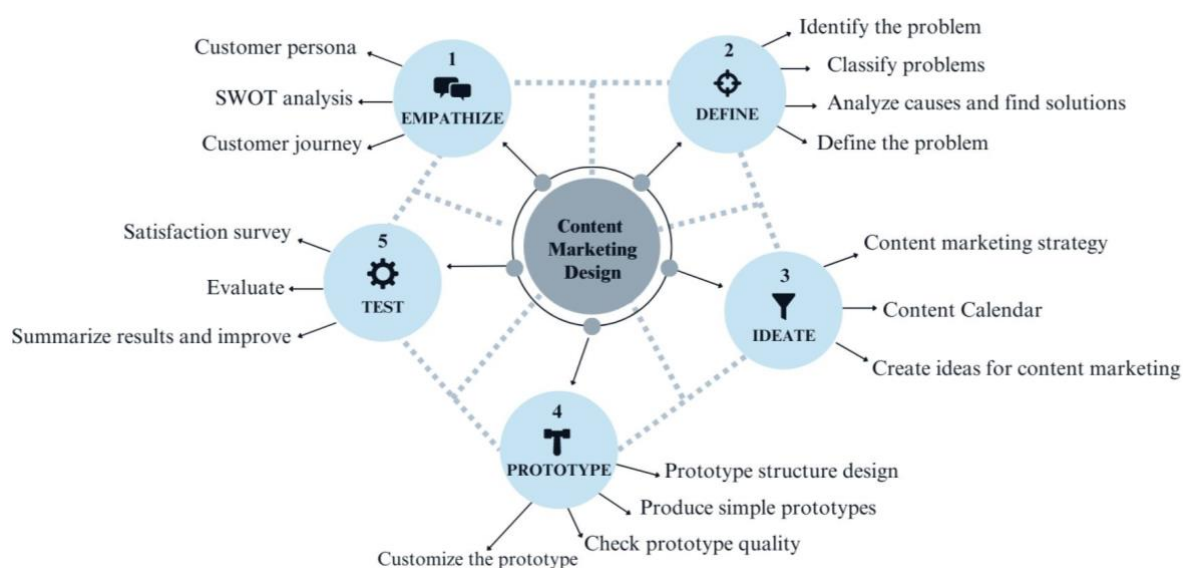 Customer persona
SWOT analysis
Customer journey
1
EMPATHIZE
2
DEFINE
Identify the problem
Classify problems
Analyze causes and find solutions
Define the problem
Content
Marketing
Design
Satisfaction survey
Evaluate
Summarize results and improve
5
TEST
3
IDEATE
Content marketing strategy
Content Calendar
Create ideas for content marketing
4
PROTOTYPE
Prototype structure design
Produce simple prototypes
Check prototype quality
Customize the prototype